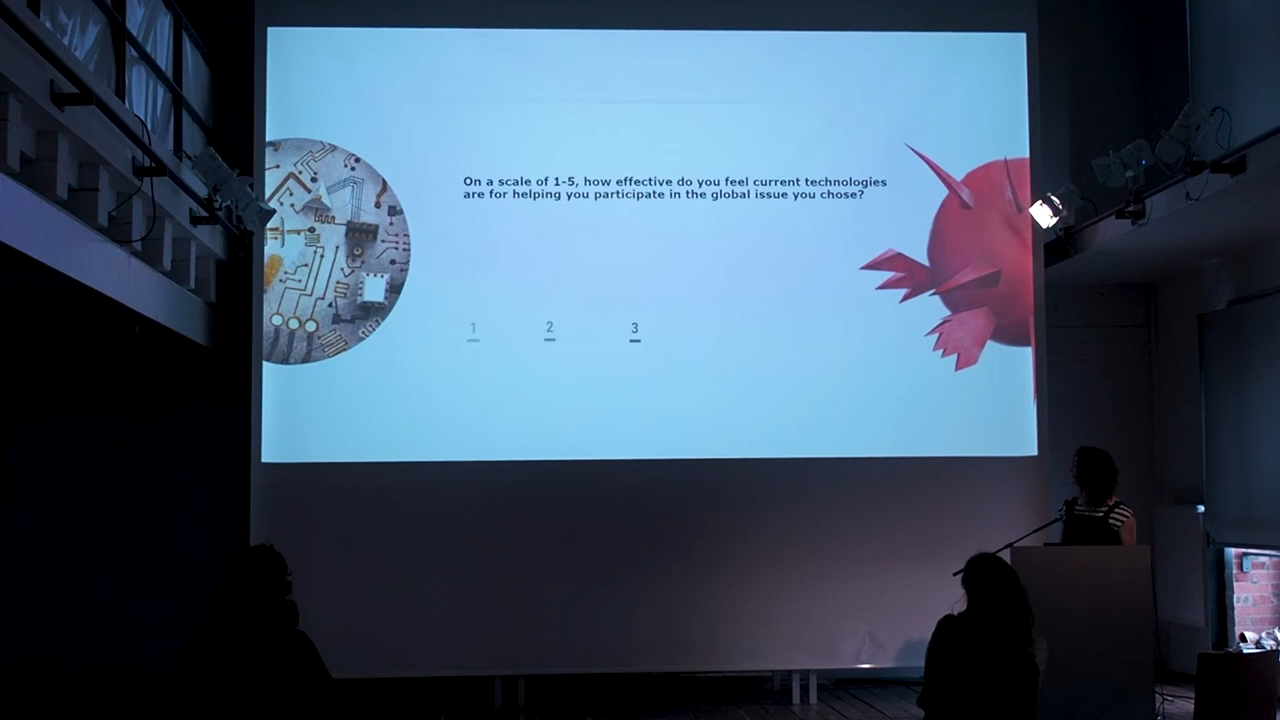 On a scale of 1-5, how effective do you feel current technologies
are for helping you participate in the global issue you chose?
1 2 3